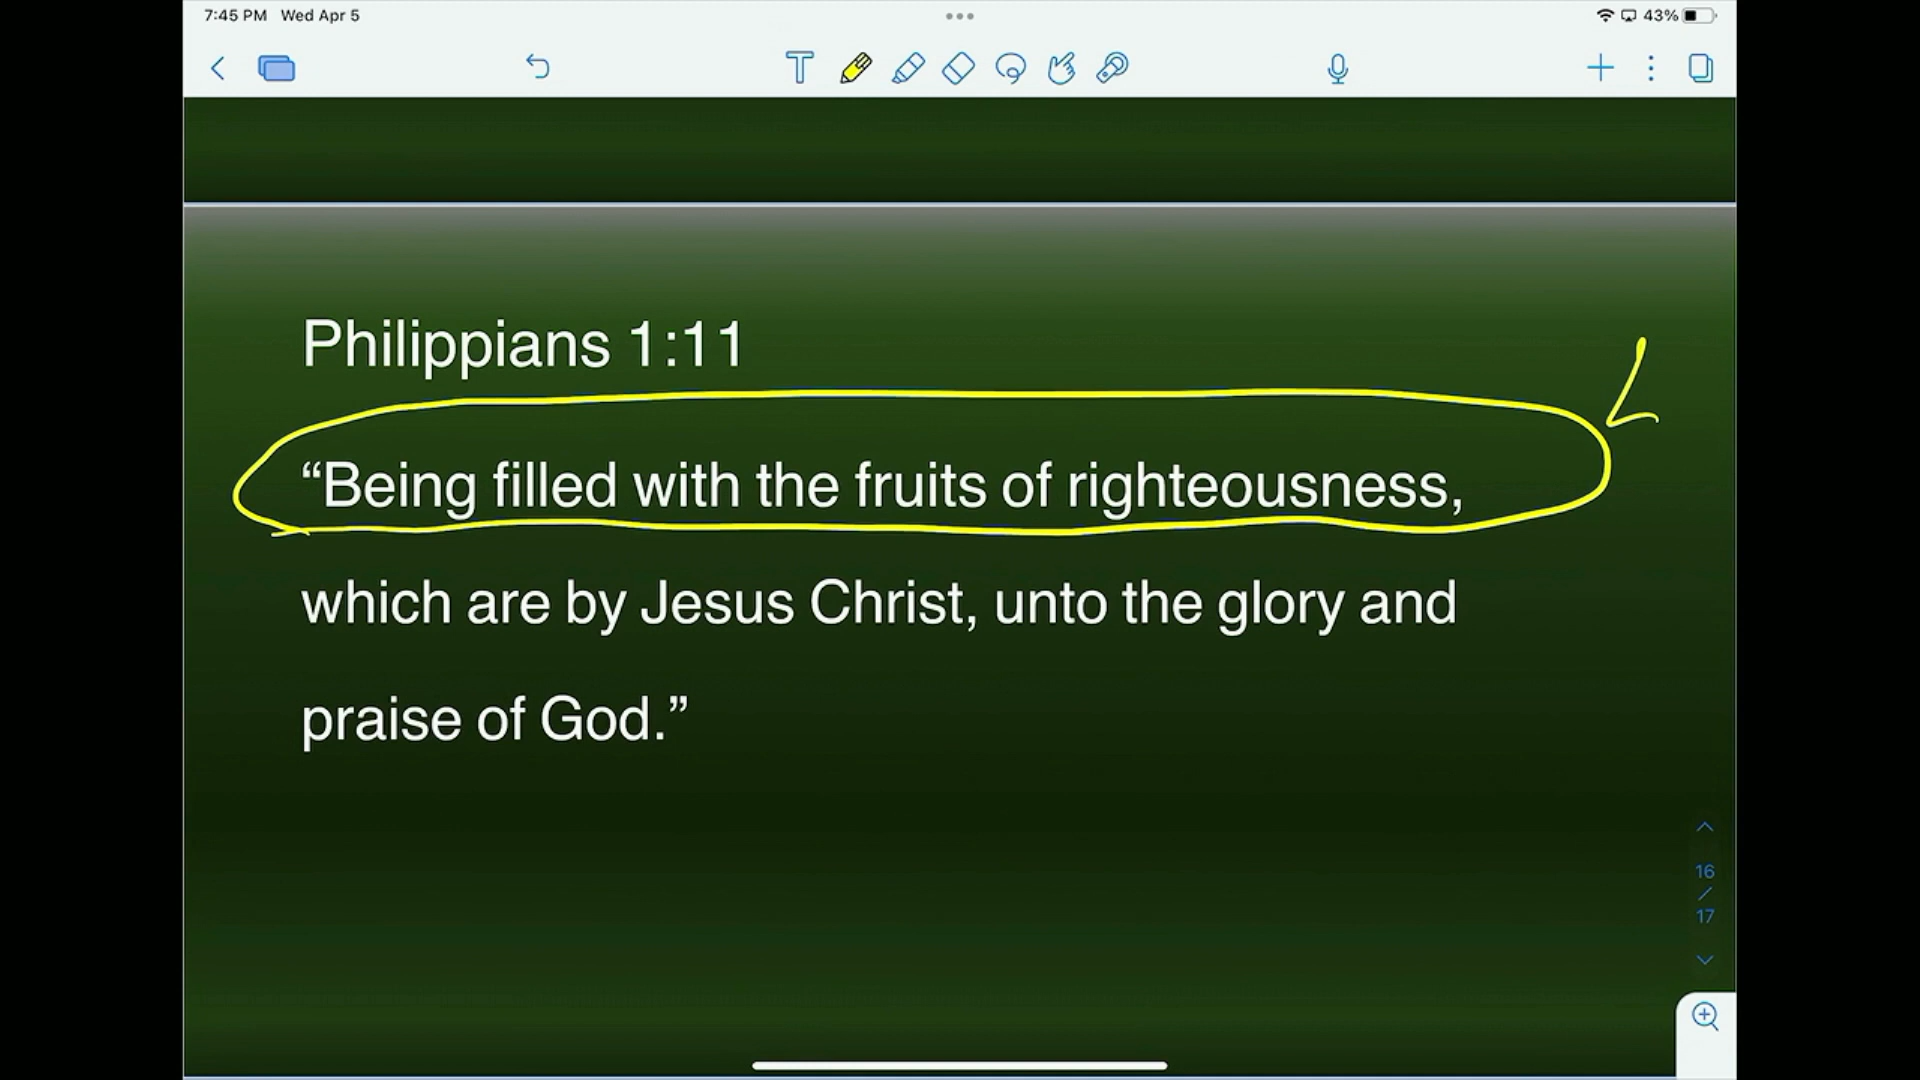 7:45 PM Wed Apr 5
43%
Philippians 1:11
“Being filled with the fruits of righteousness,
which are by Jesus Christ, unto the glory and
praise of God.”
16
/
17